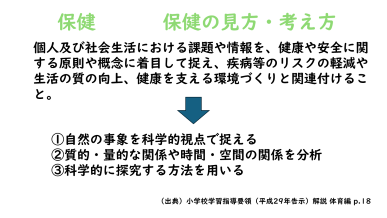 保健　保健の見方・考え方
個人及び社会生活における課題や情報を、健康や安全に関
する原則や概念に着目して捉え、疾病等のリスクの軽減や
生活の質の向上、健康を支える環境づくりと関連付けるこ
と。
①自然の事象を科学的視点で捉える
②質的・量的な関係や時間・空間の関係を分析
③科学的に探究する方法を用いる
（出典）小学校学習指導要領（平成29年告示）解説 体育編 p.18